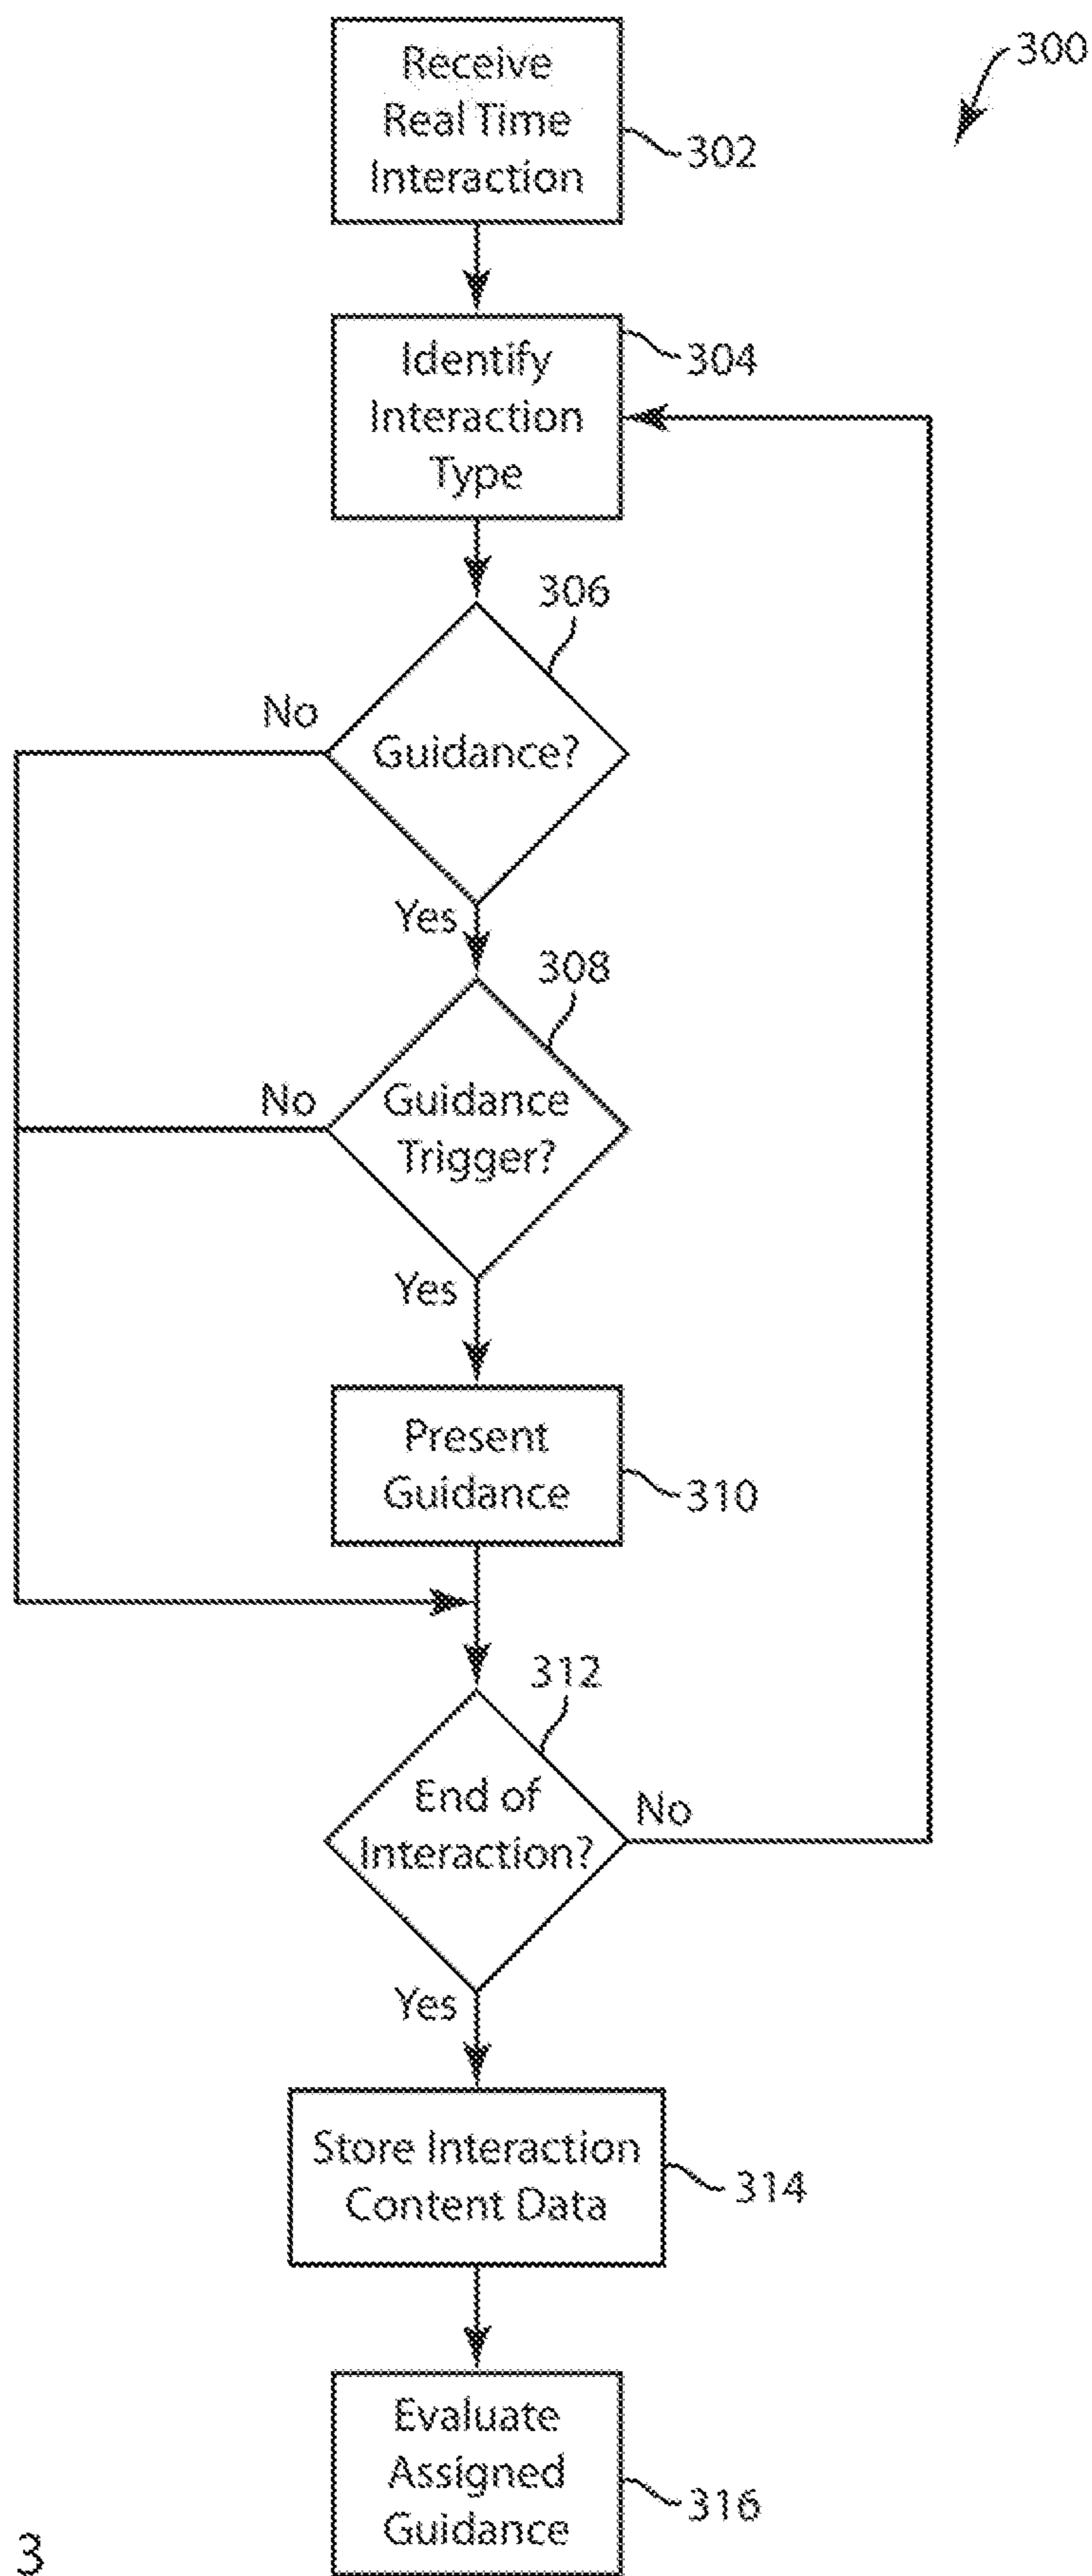 300
Receive
Real Time
Interaction
302
Identify
Interaction
Type
304
306
Guidance?
No
Yes
308
Guidance
Trigger?
No
Yes
Present
Guidance
310
312
End of
Interaction?
No
Yes
Store Interaction
Content Data
314
Evaluate
Assigned
Guidance
316
3